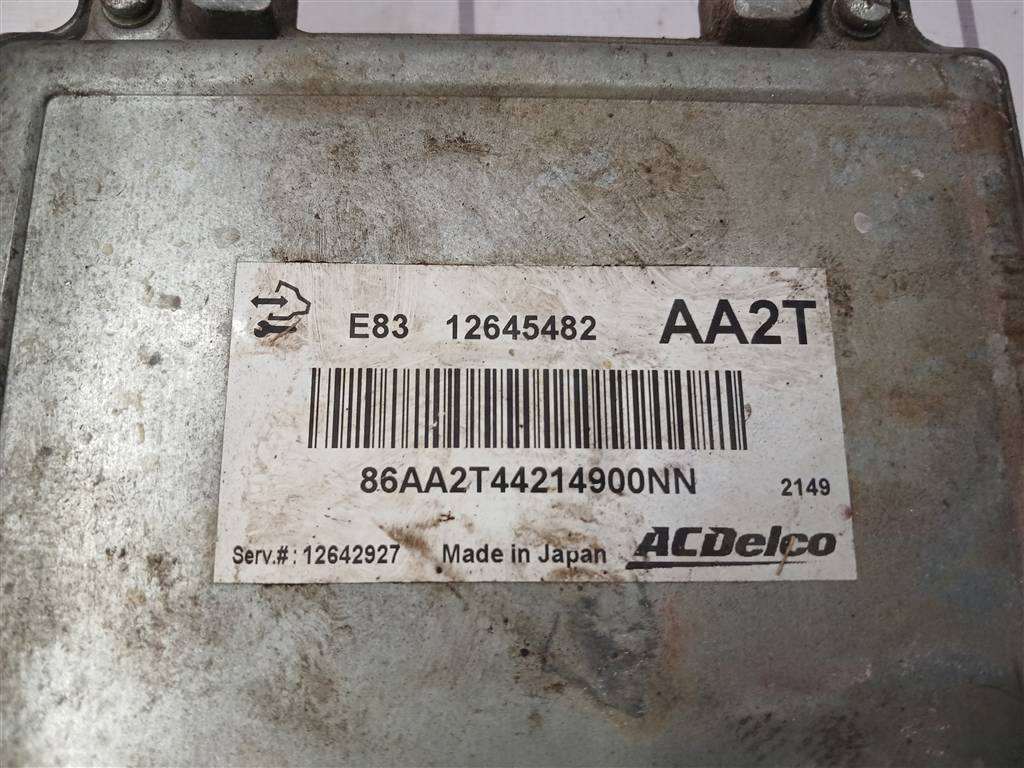 E83 12645482 AA2T
86AA2T44214900NN 2149
Serv.#: 12642927 Made in Japan ACDelco